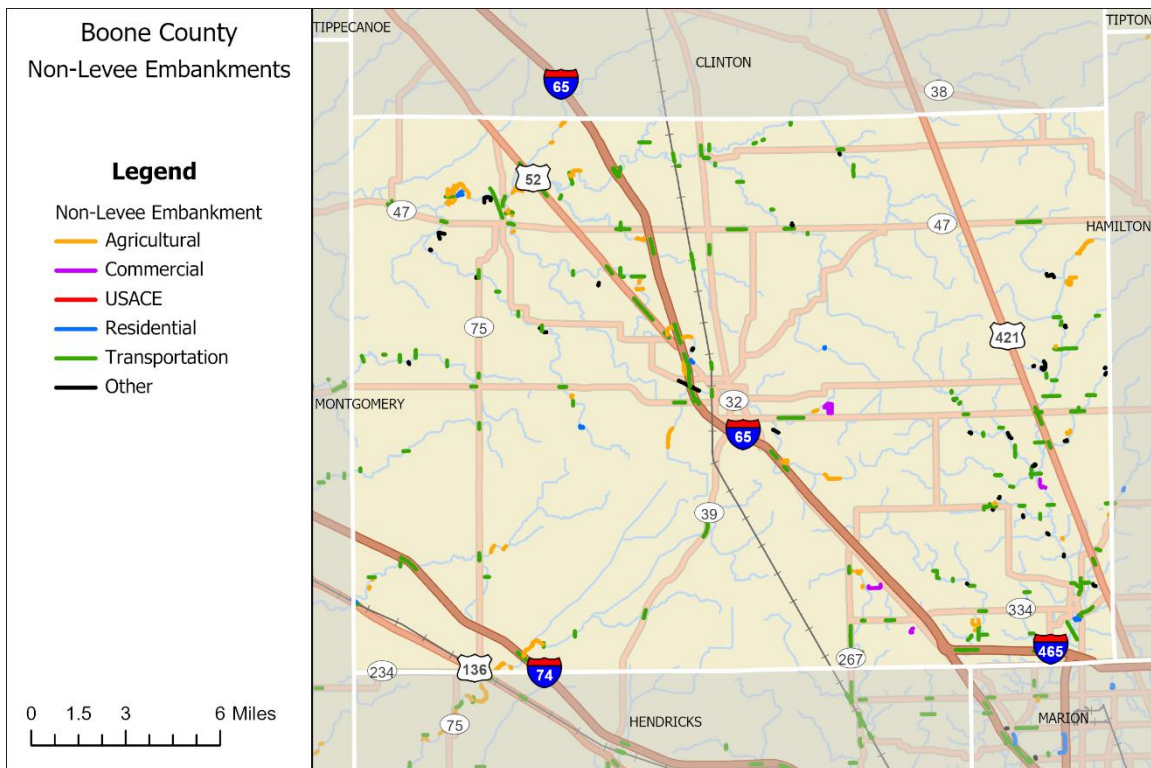 Boone County
Non-Levee Embankments
Legend
Non-Levee Embankment
Agricultural
Commercial
USACE
Residential
Transportation
Other
0 1.5 3 6 Miles
TIPPECANOE
TIPTON
CLINTON
65
38
52
47
47
HAMILTON
75
421
MONTGOMERY
32
65
39
334
465
136
234
74
267
75
HENDRICKS
MARION